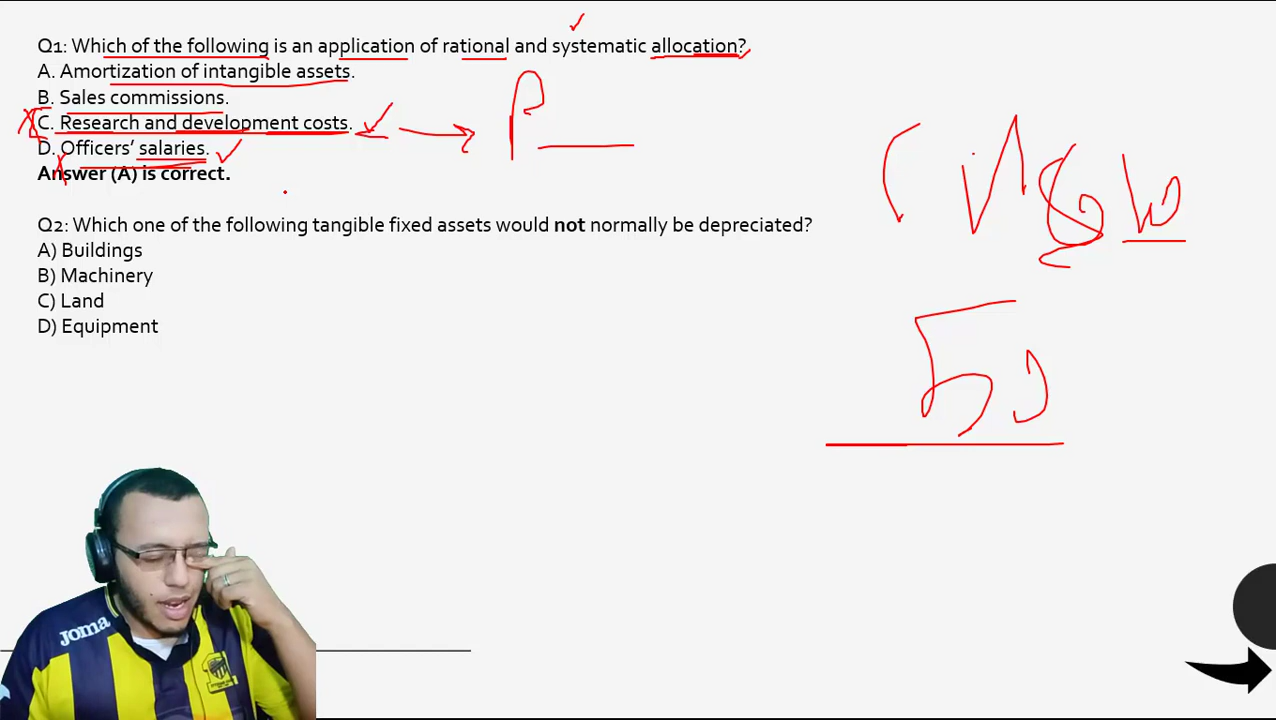 Q1: Which of the following is an application of rational and systematic allocation?
A. Amortization of intangible assets.
B. Sales commissions.
C. Research and development costs.
D. Officers’ salaries.
Answer (A) is correct.
Q2: Which one of the following tangible fixed assets would not normally be depreciated?
A) Buildings
B) Machinery
C) Land
D) Equipment
Joma